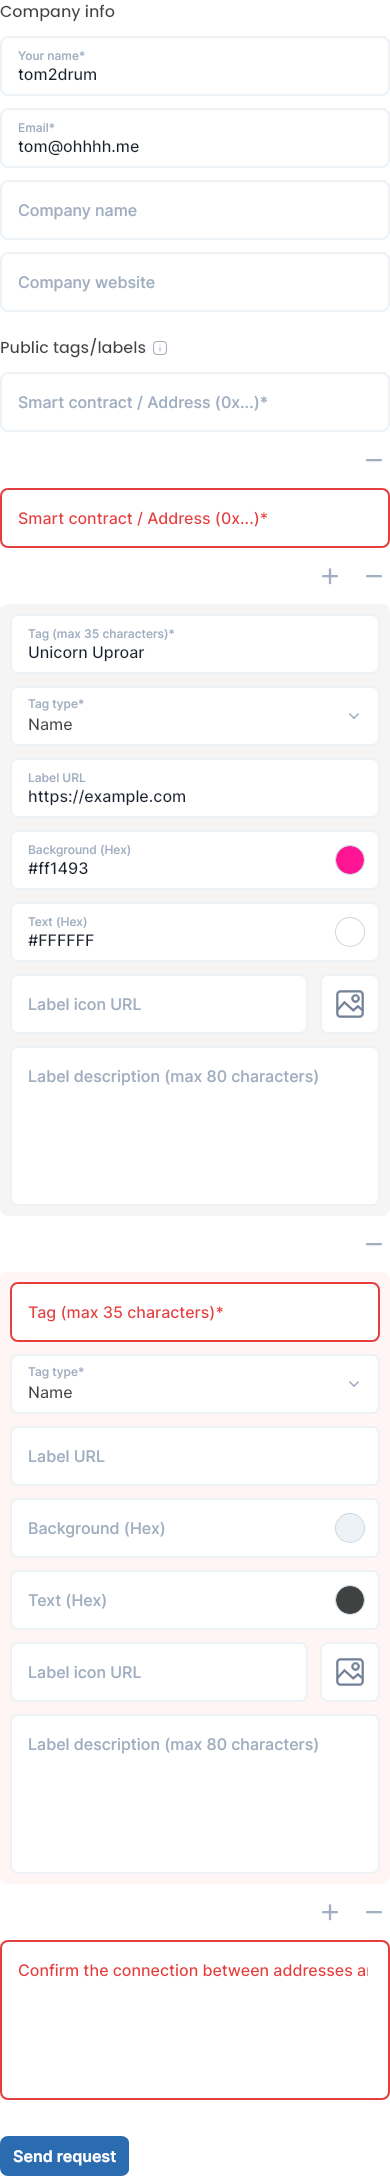 Company info
Your name*
tom2drum
Email*
tom@ohhhh.me
Company name
Company website
Public tags/labels
Smart contract / Address (0x...)*
Smart contract / Address (0x...)*
Tag (max 35 characters)*
Unicorn Uproar
Tag type*
Name
Label URL
https://example.com
Background (Hex)
#ff1493
Text (Hex)
#FFFFFF
Label icon URL
Label description (max 80 characters)
Tag (max 35 characters)*
Tag type*
Name
Label URL
Background (Hex)
Text (Hex)
Label icon URL
Label description (max 80 characters)
Confirm the connection between addresses
Send request